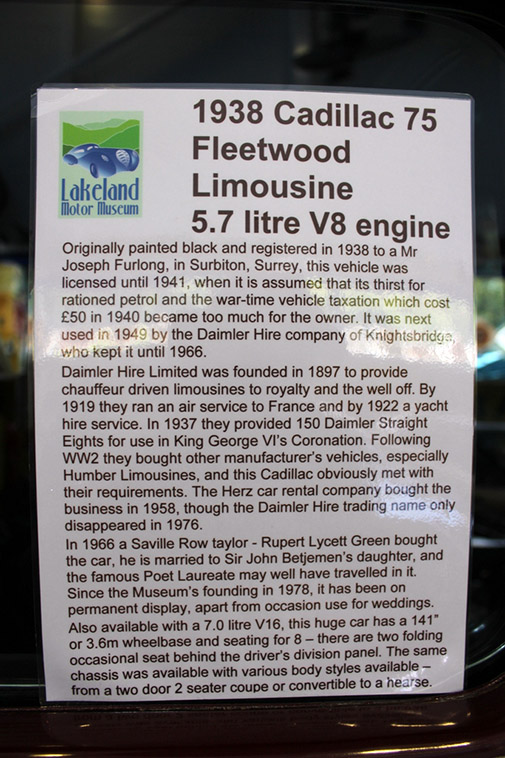 1938 Cadillac 75
Fleetwood
Limousine
5.7 litre V8 engine
Lakeland
Motor Museum
Originally painted black and registered in 1938 to a Mr
Joseph Furlong, in Surbiton, Surrey, this vehicle was
licensed until 1941, when it is assumed that its thirst for
rationed petrol and the war-time vehicle taxation which cost
£50 in 1940 became too much for the owner. It was next
used in 1949 by the Daimler Hire company of Knightsbridge,
who kept it until 1966.
Daimler Hire Limited was founded in 1897 to provide
chauffeur driven limousines to royalty and the well off. By
1919 they ran an air service to France and by 1922 a yacht
hire service. In 1937 they provided 150 Daimler Straight
Eights for use in King George VI's Coronation. Following
WW2 they bought other manufacturer's vehicles, especially
Humber Limousines, and this Cadillac obviously met with
their requirements. The Herz car rental company bought the
business in 1958, though the Daimler Hire trading name only
disappeared in 1976.
In 1966 a Saville Row taylor - Rupert Lycett Green bought
the car, he is married to Sir John Betjemen's daughter, and
the famous Poet Laureate may well have travelled in it.
Since the Museum's founding in 1978, it has been on
permanent display, apart from occasion use for weddings.
Also available with a 7.0 litre V16, this huge car has a 141"
or 3.6m wheelbase and seating for 8 – there are two folding
occasional seat behind the driver's division panel. The same
chassis was available with various body styles available –
from a two door 2 seater coupe or convertible to a hearse.